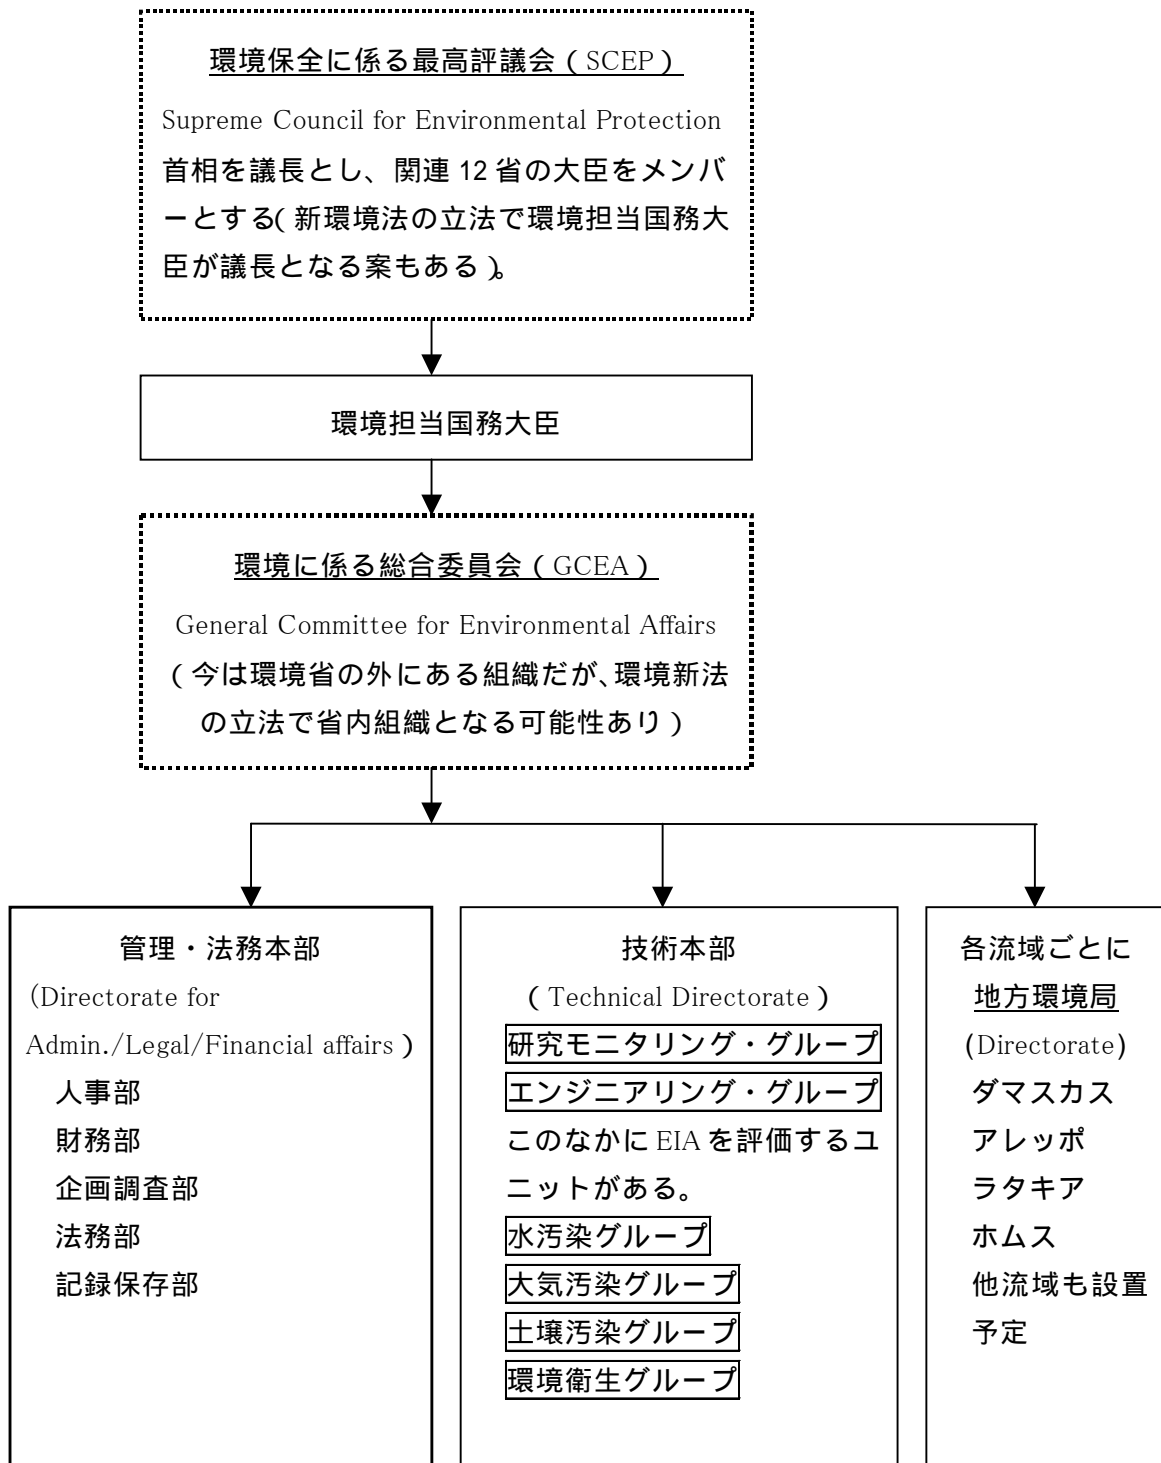 環境保全に係る最高評議会（SCEP）
Supreme Council for Environmental Protection
首相を議長とし、関連 12 省の大臣をメンバ
ーとする（新環境法の立法で環境担当国務大
臣が議長となる案もある）。
環境担当国務大臣
環境に係る総合委員会（GCEA）
General Committee for Environmental Affairs
（今は環境省の外にある組織だが、環境新法
の立法で省内組織となる可能性あり）
管理・法務本部
(Directorate for
Admin./Legal/Financial affairs）
人事部
財務部
企画調査部
法務部
記録保存部
技術本部
（Technical Directorate）
研究モニタリング・グループ
エンジニアリング・グループ
このなかに EIA を評価するユ
ニットがある。
水汚染グループ
大気汚染グループ
土壌汚染グループ
環境衛生グループ
各流域ごとに
地方環境局
(Directorate)
ダマスカス
アレッポ
ラタキア
ホムス
他流域も設置
予定